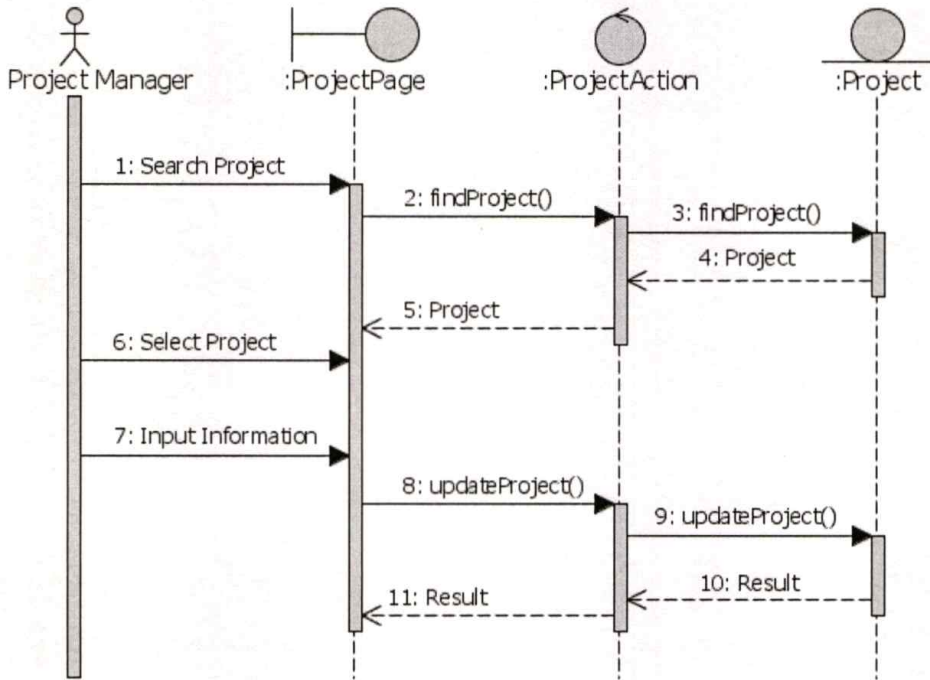 Project Manager
:ProjectPage
:ProjectAction
:Project
1: Search Project
2: findProject()
3: findProject()
4: Project
5: Project
6: Select Project
7: Input Information
8: updateProject()
9: updateProject()
10: Result
11: Result